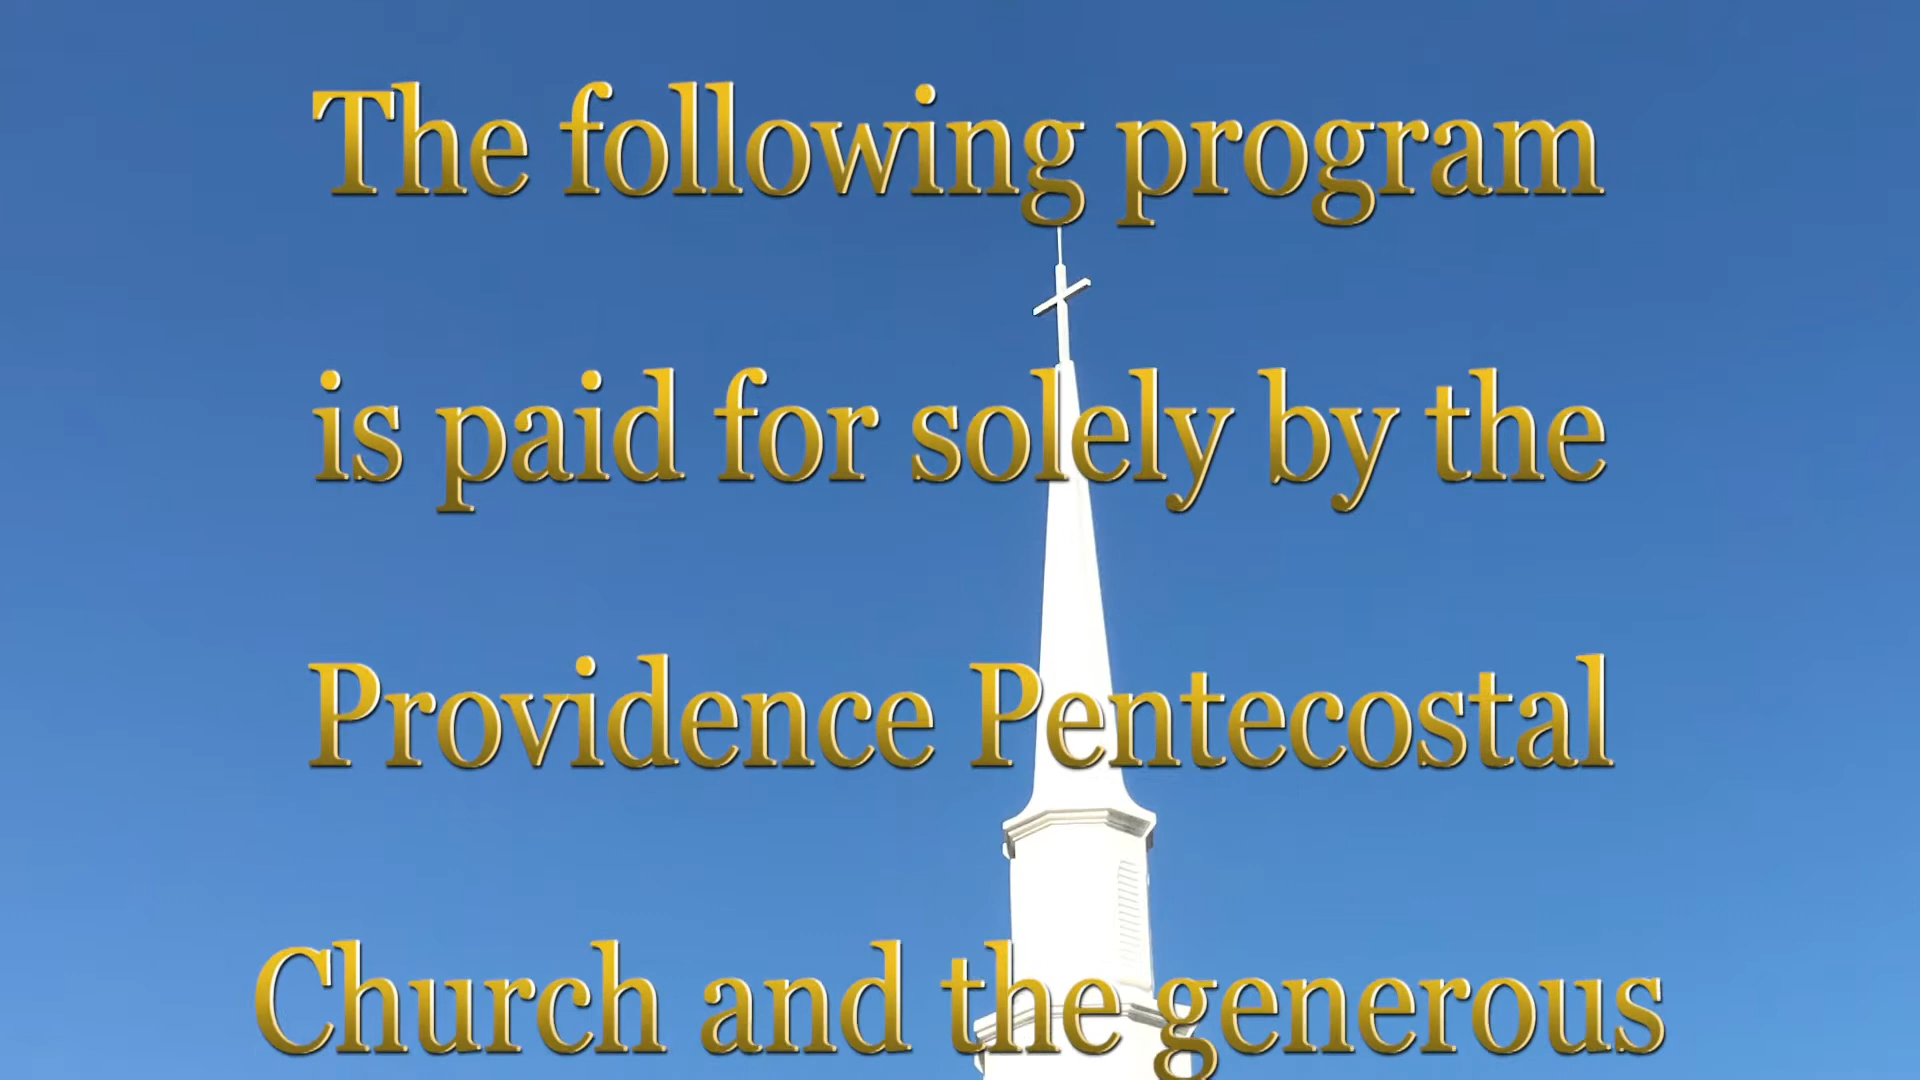 The following program
is paid for solely by the
Providence Pentecostal
Church and the generous